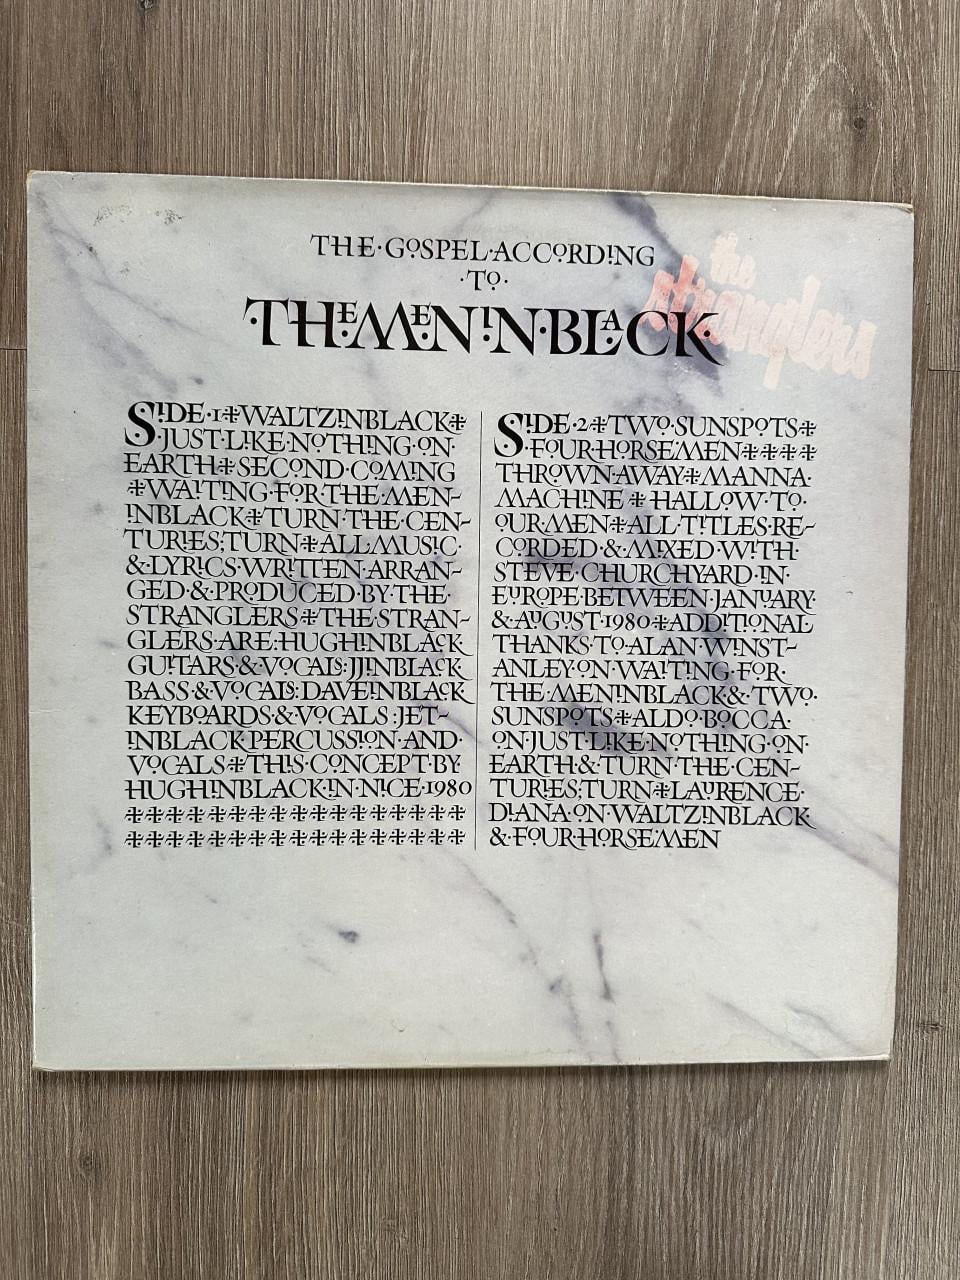 THE·GOSPEL·ACCORDING
·TO·
·THEMENINBLACK·
the
stranglers
SIDE·1⁜WALTZINBLACK⁜
·JUST·LIKE·NOTHING·ON·
EARTH⁜SECOND·COMING
⁜WAITING·FOR·THE·MEN-
INBLACK⁜TURN·THE·CEN-
TURIES;TURN⁜ALL·MUSIC·
&·LYRICS·WRITTEN·ARRAN-
GED·&·PRODUCED·BY·THE·
STRANGLERS⁜THE·STRAN-
GLERS·ARE:HUGHINBLACK·
GUITARS·&·VOCALS:JJINBLACK·
BASS·&·VOCALS:DAVEINBLACK
KEYBOARDS·&·VOCALS:JET-
INBLACK·PERCUSSION·AND·
VOCALS⁜THIS·CONCEPT·BY·
HUGHINBLACK·IN·NICE·1980
⁜⁜⁜⁜⁜⁜⁜⁜⁜⁜⁜⁜⁜⁜⁜⁜⁜⁜
⁜⁜⁜⁜⁜⁜⁜⁜⁜⁜⁜⁜⁜⁜⁜⁜⁜⁜
SIDE·2⁜TWO·SUNSPOTS⁜
·FOUR·HORSEMEN⁜⁜⁜⁜
THROWN·AWAY⁜MANNA·
MACHINE⁜HALLOW·TO·
OUR·MEN⁜ALL·TITLES·RE-
CORDED·&·MIXED·WITH·
STEVE·CHURCHYARD·IN·
EUROPE·BETWEEN·JANUARY·
&·AUGUST·1980⁜ADDITIONAL
THANKS·TO·ALAN·WINST-
ANLEY·ON·WAITING·FOR·
THE·MENINBLACK&·TWO·
SUNSPOTS⁜ALDO·BOCCA·
ON·JUST·LIKE·NOTHING·ON·
EARTH·&·TURN·THE·CEN-
TURIES;TURN⁜LAURENCE·
DIANA·ON·WALTZINBLACK
&·FOUR·HORSEMEN